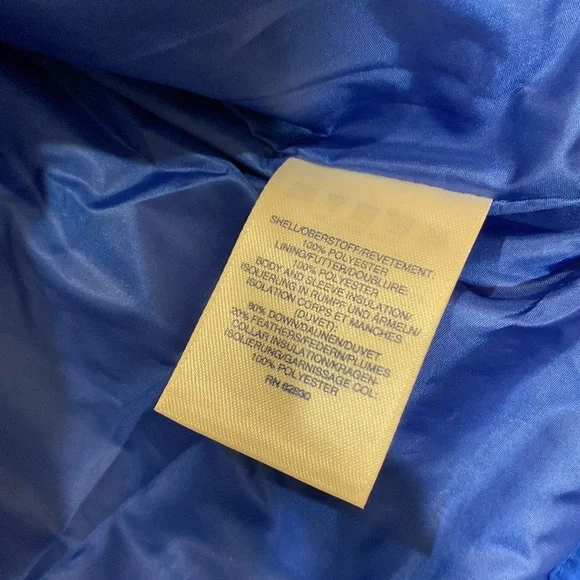 SHELL/OBERSTOFF/REVETEMENT.
100% POLYESTER
LINING/FUTTER/DOUBLURE:
100% POLYESTER
BODY AND SLEEVE INSULATION/
ISOLIERUNG IN RUMPF UND ÄRMELN/
ISOLATION CORPS ET MANCHES
(DUVET)
80% DOWN/DAUNEN/DUVET
20% FEATHERS/FEDERN/PLUMES
COLLAR INSULATION/KRAGEN-
ISOLIERUNG/GARNISSAGE COL:
100% POLYESTER
RN